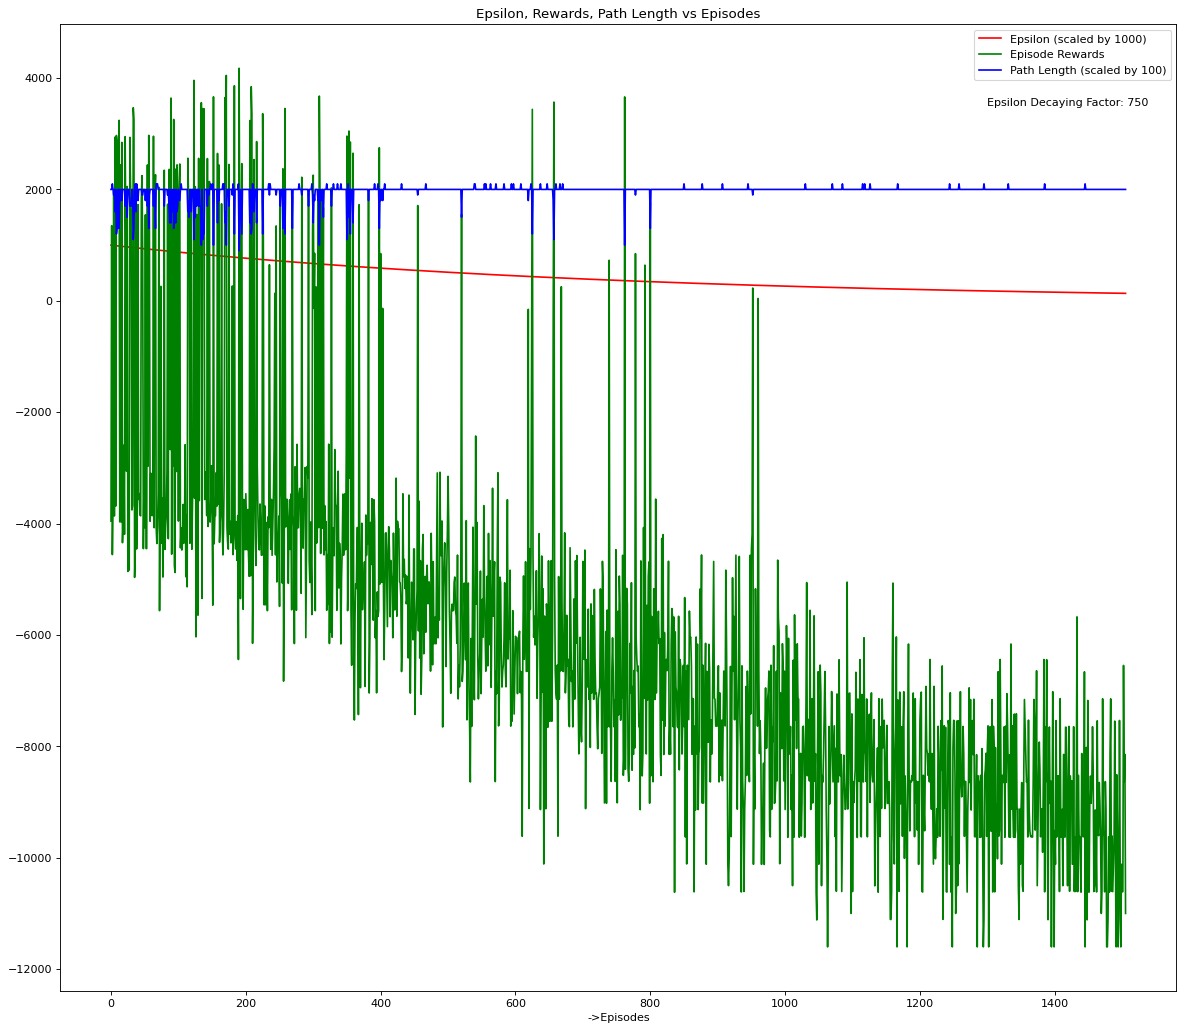 Epsilon, Rewards, Path Length vs Episodes
Epsilon (scaled by 1000)
Episode Rewards
Path Length (scaled by 100)
Epsilon Decaying Factor: 750
4000
2000
0
−2000
−4000
−6000
−8000
−10000
−12000
0 200 400 600 800 1000 1200 1400
->Episodes